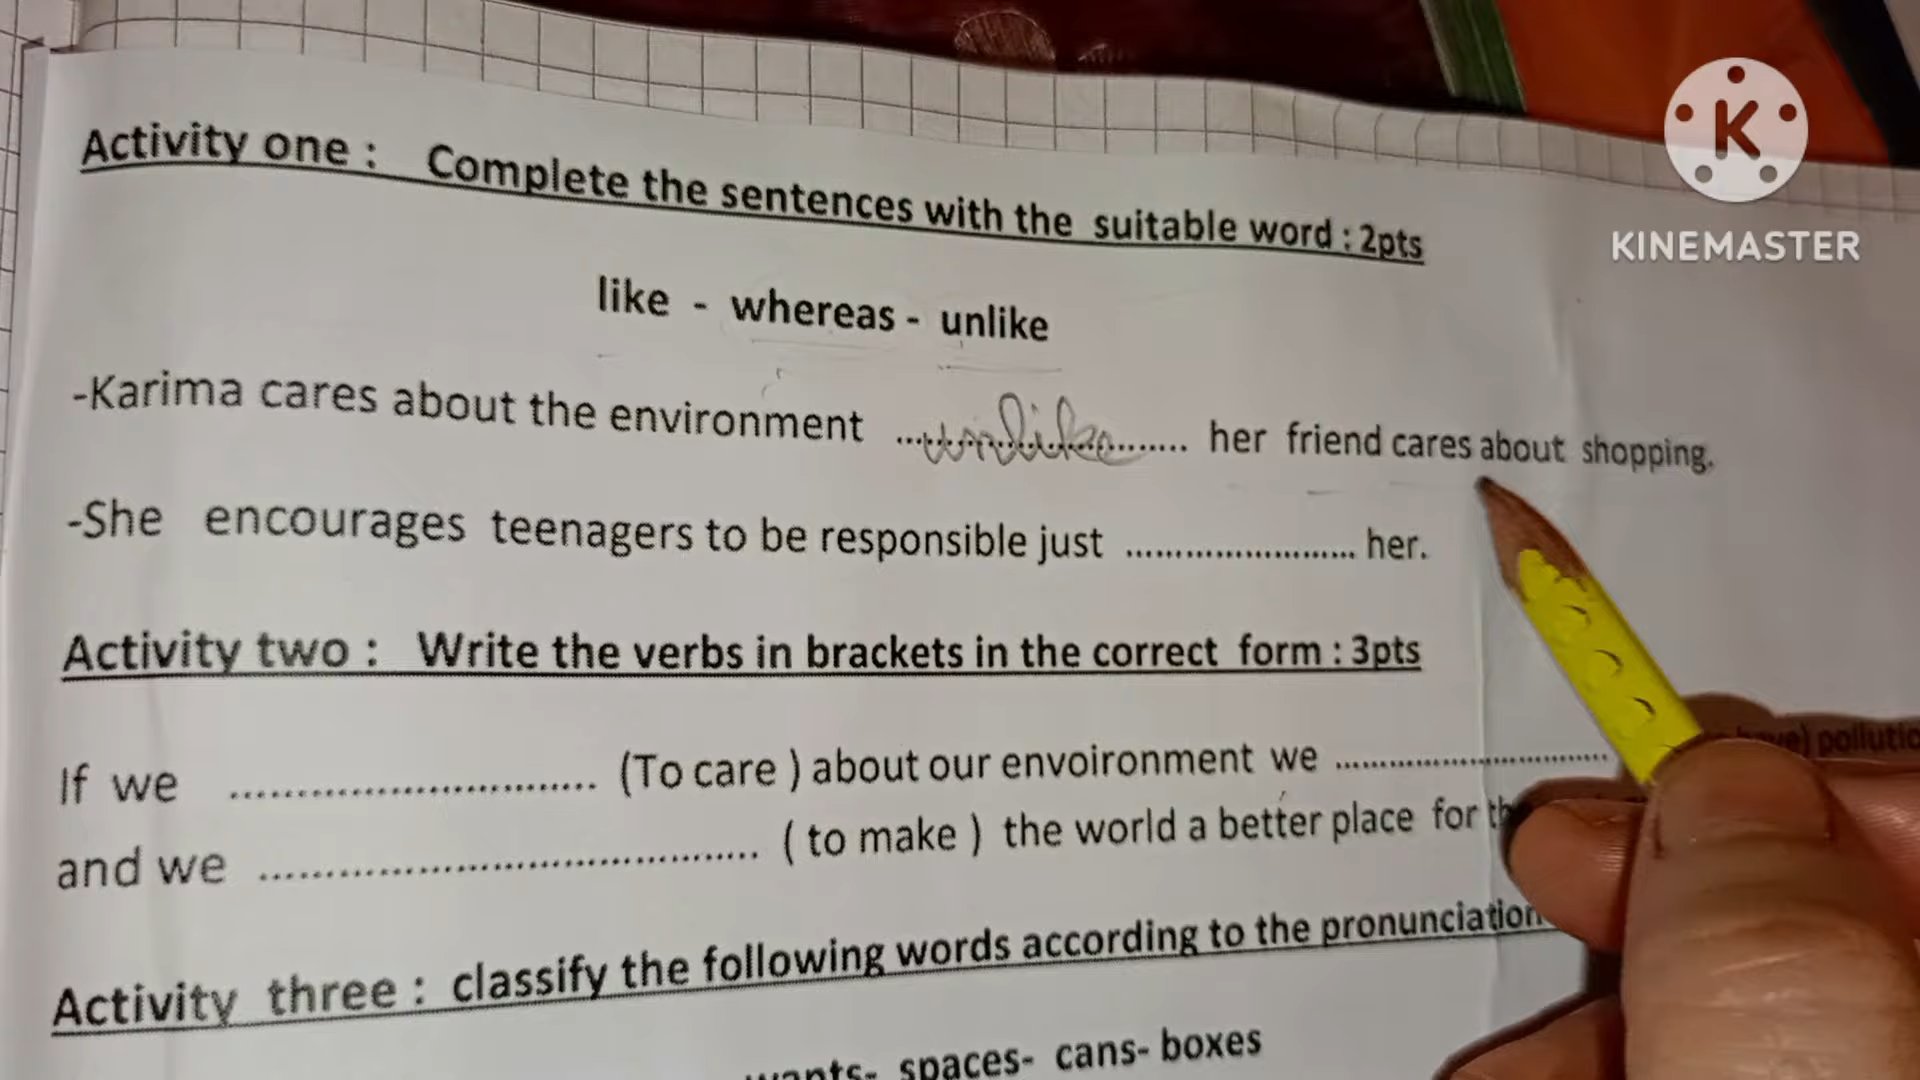 Activity one : Complete the sentences with the suitable word : 2pts
KINEMASTER
like - whereas - unlike
-Karima cares about the environment .....unlike..... her friend cares about shopping.
-She encourages teenagers to be responsible just ........................ her.
Activity two : Write the verbs in brackets in the correct form : 3pts
If we .............................. (To care ) about our envoironment we ..............................
and we ........................................ ( to make ) the world a better place for
Activity three : classify the following words according to the pronunciation
spaces- cans- boxes